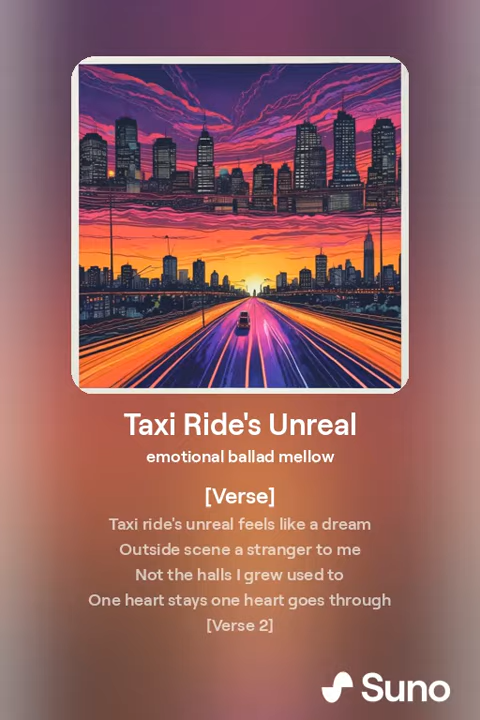 Taxi Ride's Unreal
emotional ballad mellow
[Verse]
Taxi ride's unreal feels like a dream
Outside scene a stranger to me
Not the halls I grew used to
One heart stays one heart goes through
[Verse 2]
Suno